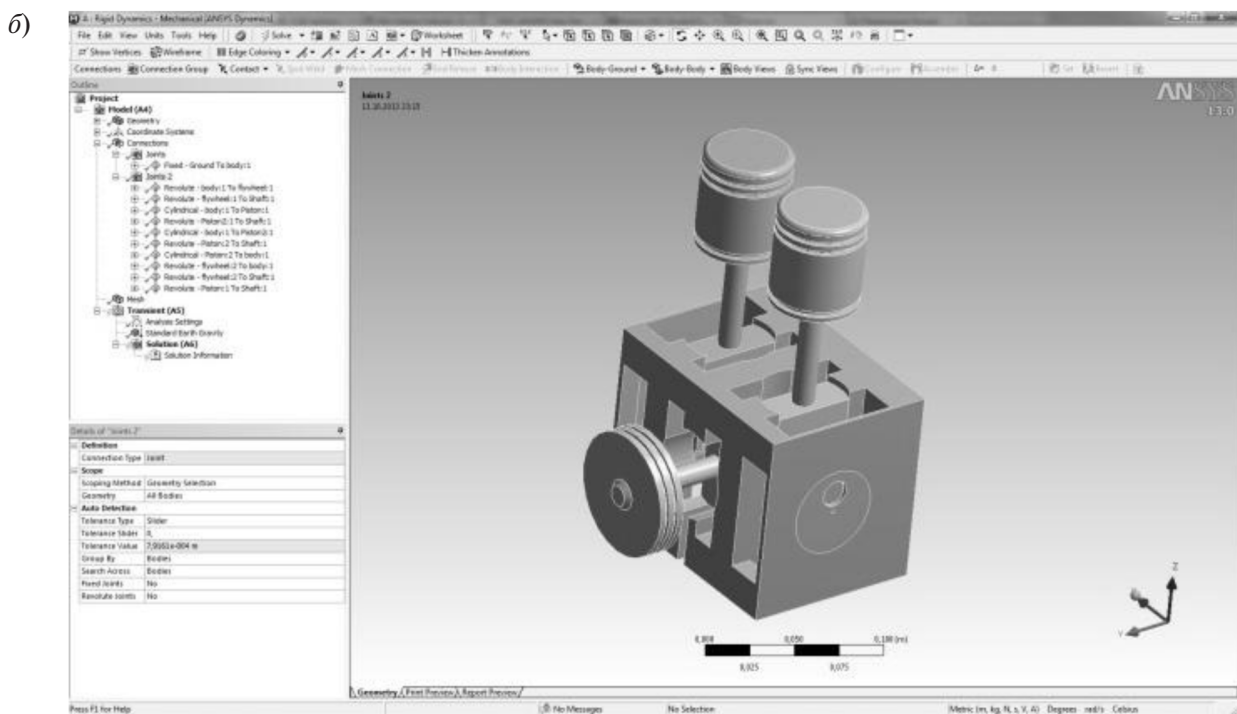 б)
A : Rigid Dynamics - Mechanical [ANSYS Dynamics]
File Edit View Units Tools Help Solve Worksheet
Show Vertices Wireframe Edge Coloring Thicken Annotations
Connections Connection Group Contact Body-Ground Body-Body Body Views Sync Views
Outline
Project
Model (A4)
Geometry
Coordinate Systems
Connections
Joints
Fixed - Ground To body:1
Joints 2
Revolute - body:1 To flywheel:1
Revolute - flywheel:1 To Shaft:1
Cylindrical - body:1 To Piston:1
Revolute - Piston2:1 To Shaft:1
Cylindrical - body:1 To Piston2:1
Revolute - Piston:2 To Shaft:1
Cylindrical - Piston:2 To body:1
Revolute - flywheel:2 To body:1
Revolute - flywheel:2 To Shaft:1
Revolute - Piston:1 To Shaft:1
Mesh
Transient (A5)
Analysis Settings
Standard Earth Gravity
Solution (A6)
Solution Information
Details of "Joints 2"
Definition
Connection Type Joint
Scope
Scoping Method Geometry Selection
Geometry All Bodies
Auto Detection
Tolerance Type Slider
Tolerance Slider 0,
Tolerance Value 7,9161e-004 m
Group By Bodies
Search Across Bodies
Fixed Joints No
Revolute Joints No
Joints 2
ANSYS
13.0
Z
Y
0,000 0,050 0,100 (m)
0,025 0,075
Geometry Print Preview Report Preview
Press F1 for Help No Messages No Selection Metric (m, kg, N, s, V, A) Degrees rad/s Celsius